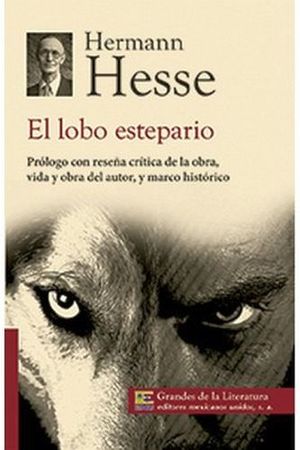 Hermann
Hesse
El lobo estepario
Prólogo con reseña crítica de la obra,
vida y obra del autor, y marco histórico
Grandes de la Literatura
editores mexicanos unidos, s. a.